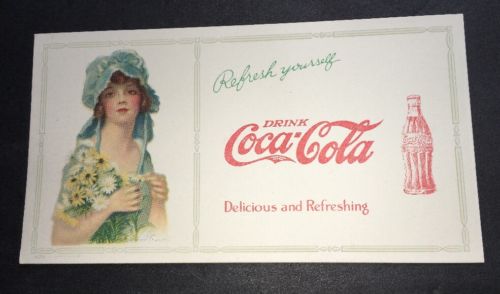 Refresh yourself
DRINK
Coca-Cola
Delicious and Refreshing